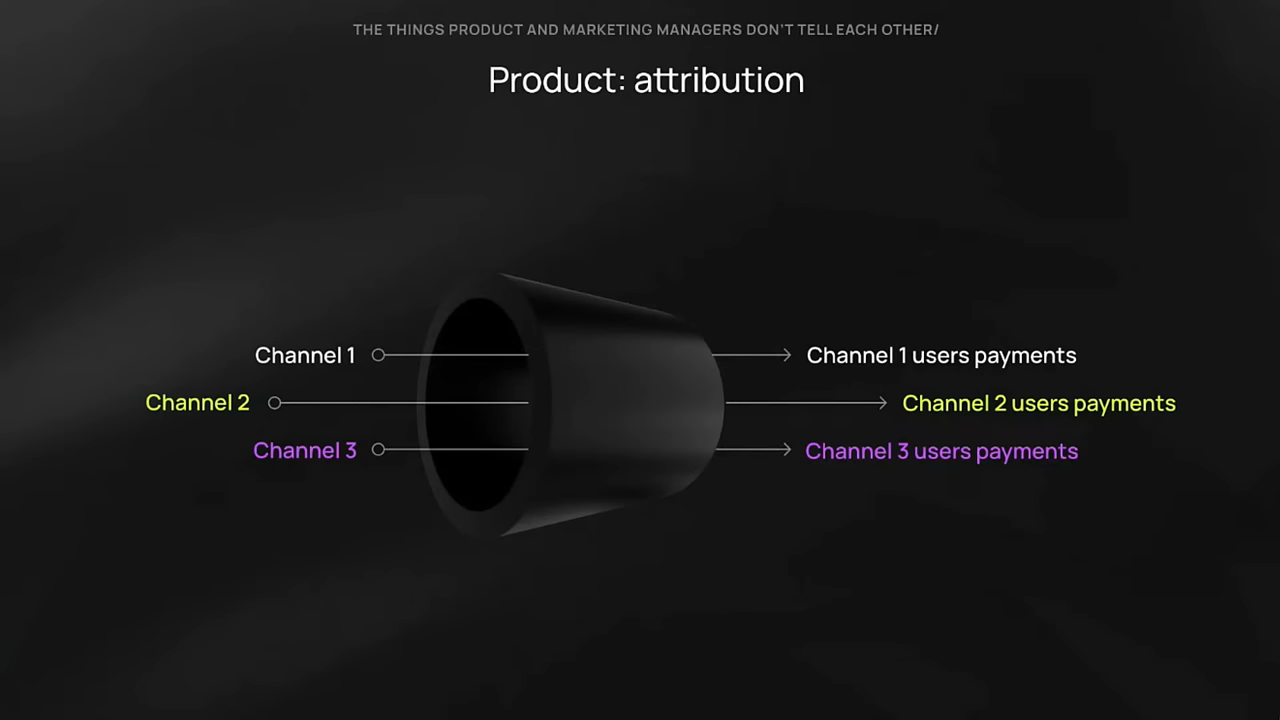 THE THINGS PRODUCT AND MARKETING MANAGERS DON'T TELL EACH OTHER/
Product: attribution
Channel 1
Channel 1 users payments
Channel 2
Channel 2 users payments
Channel 3
Channel 3 users payments